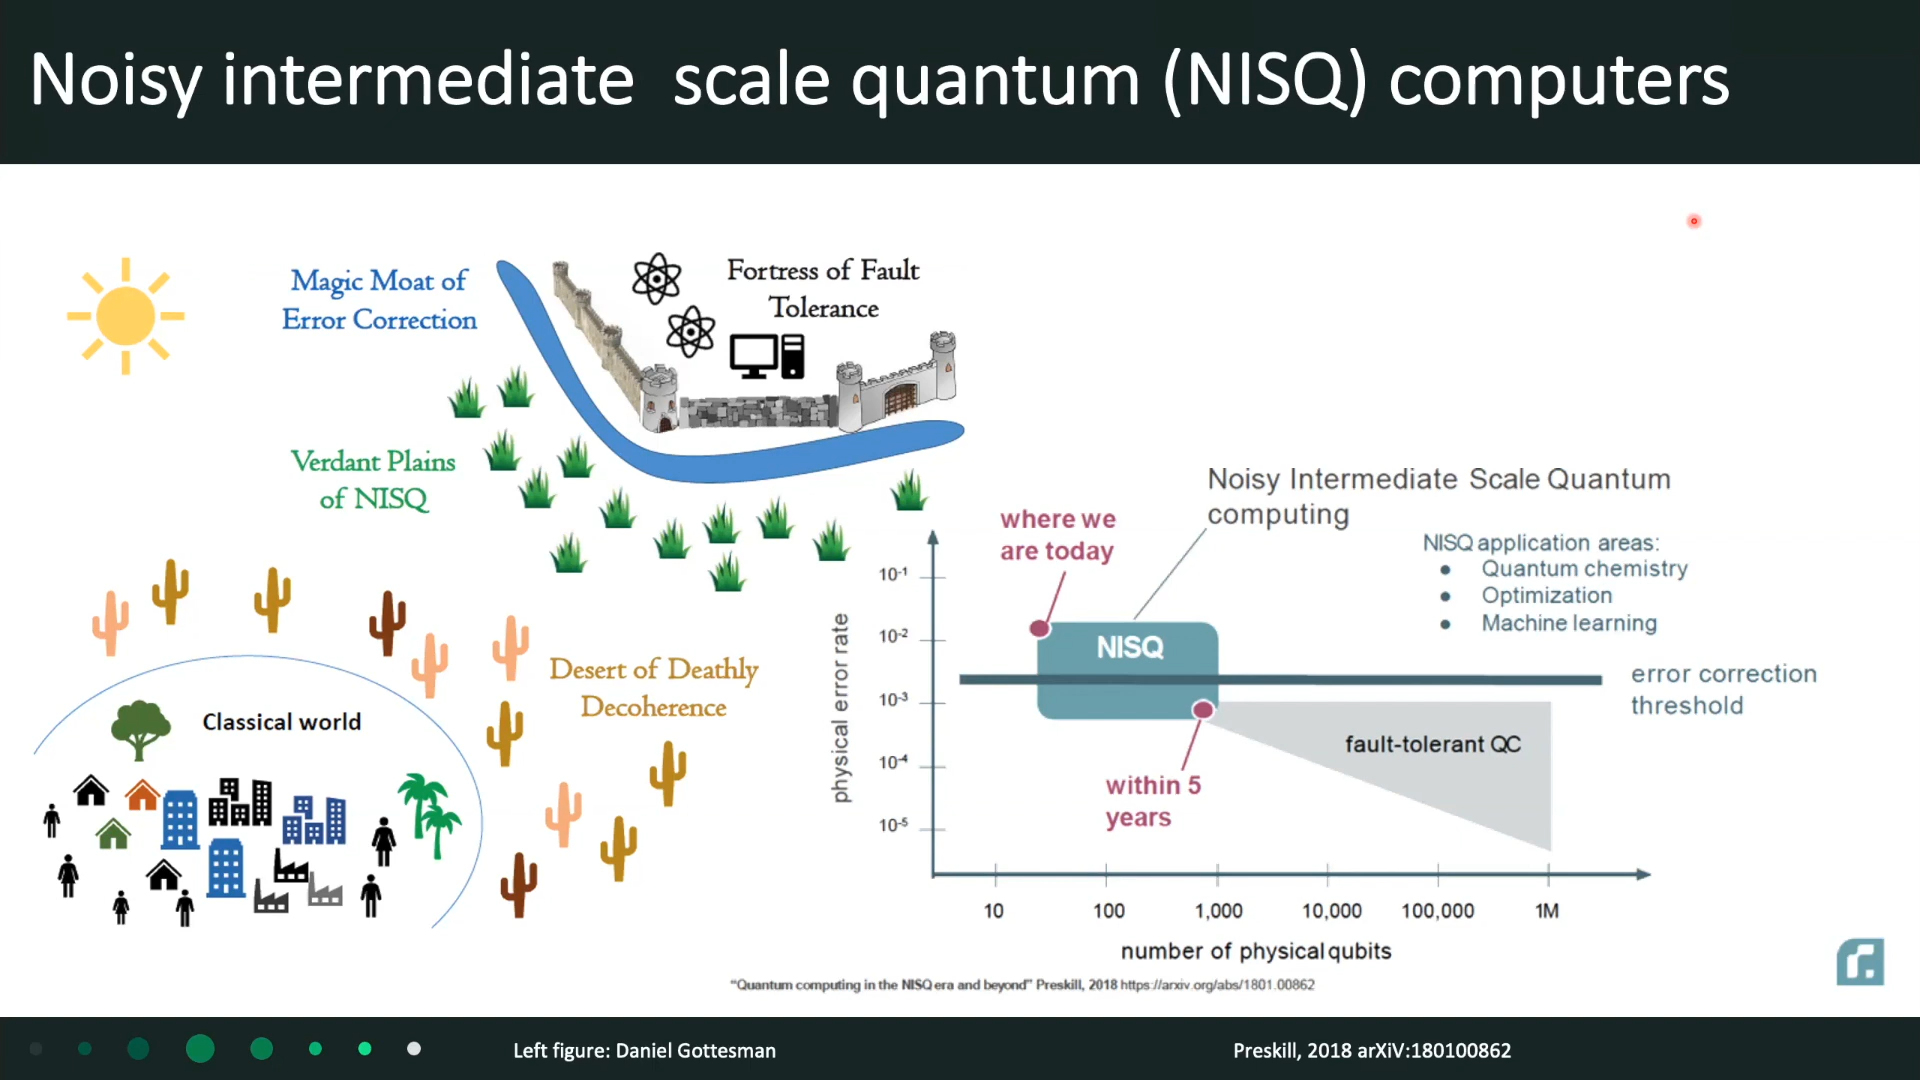 Noisy intermediate scale quantum (NISQ) computers
Magic Moat of
Error Correction
Fortress of Fault
Tolerance
Verdant Plains
of NISQ
Desert of Deathly
Decoherence
Classical world
Noisy Intermediate Scale Quantum
computing
where we
are today
NISQ application areas:
• Quantum chemistry
• Optimization
• Machine learning
physical error rate
10-1
10-2
10-3
10-4
10-5
NISQ
error correction
threshold
fault-tolerant QC
within 5
years
10 100 1,000 10,000 100,000 1M
number of physical qubits
"Quantum computing in the NISQ era and beyond" Preskill, 2018 https://arxiv.org/abs/1801.00862
Left figure: Daniel Gottesman
Preskill, 2018 arXiV:180100862